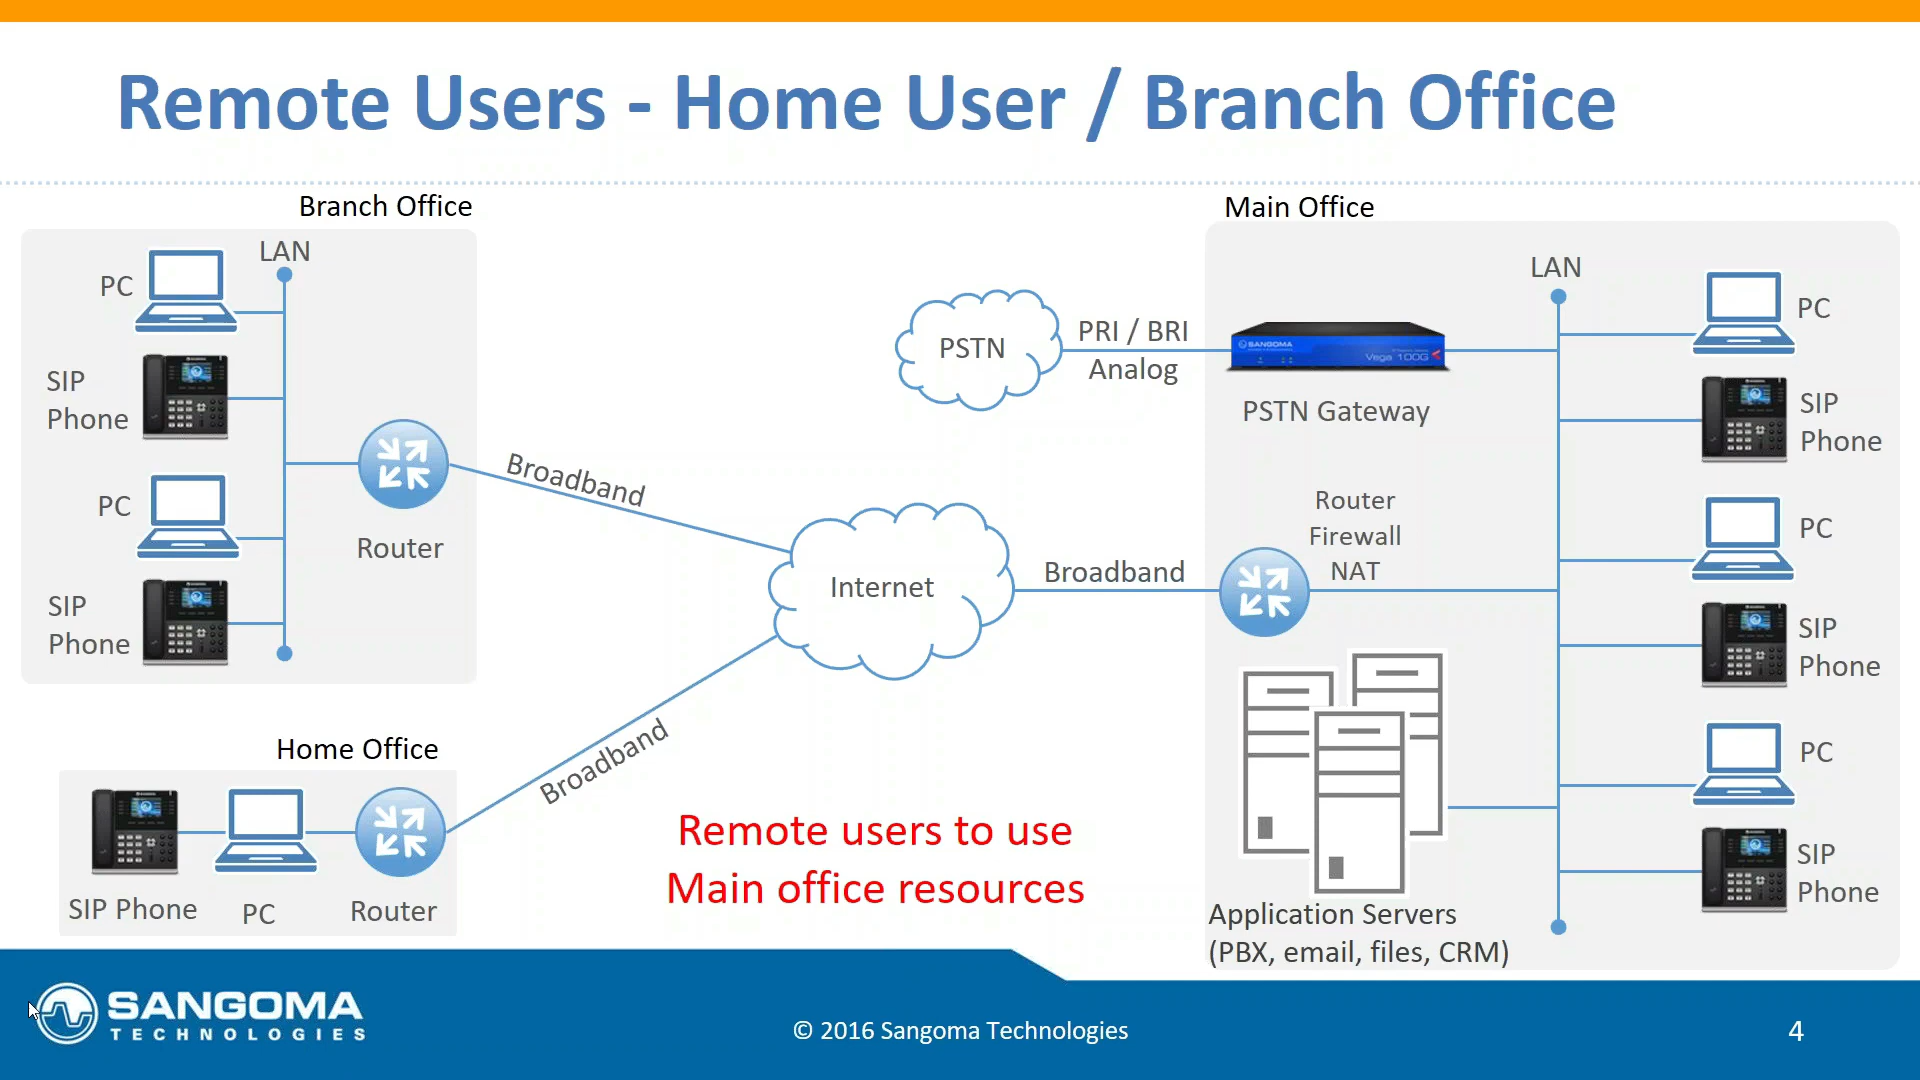 Remote Users - Home User / Branch Office
Branch Office
LAN
PC
SIP
Phone
PC
SIP
Phone
Router
Broadband
Home Office
SIP Phone
PC
Router
Broadband
Internet
Broadband
PSTN
PRI / BRI
Analog
Remote users to use
Main office resources
Main Office
LAN
SANGOMA
Vega 100G
PSTN Gateway
Router
Firewall
NAT
Application Servers
(PBX, email, files, CRM)
PC
SIP
Phone
PC
SIP
Phone
PC
SIP
Phone
SANGOMA
TECHNOLOGIES
© 2016 Sangoma Technologies
4